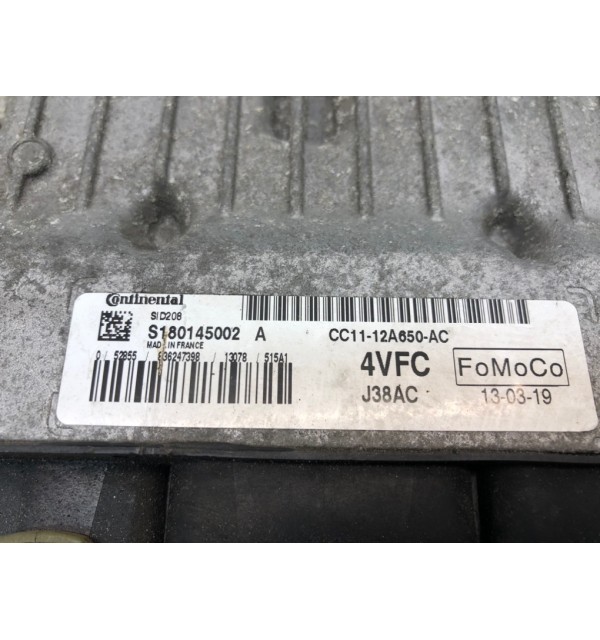 Continental
SID208
S180145002 A
MADE IN FRANCE
0 / 52855 / 836247398 / 13078 / 515A1
CC11-12A650-AC
4VFC
FoMoCo
J38AC
13-03-19